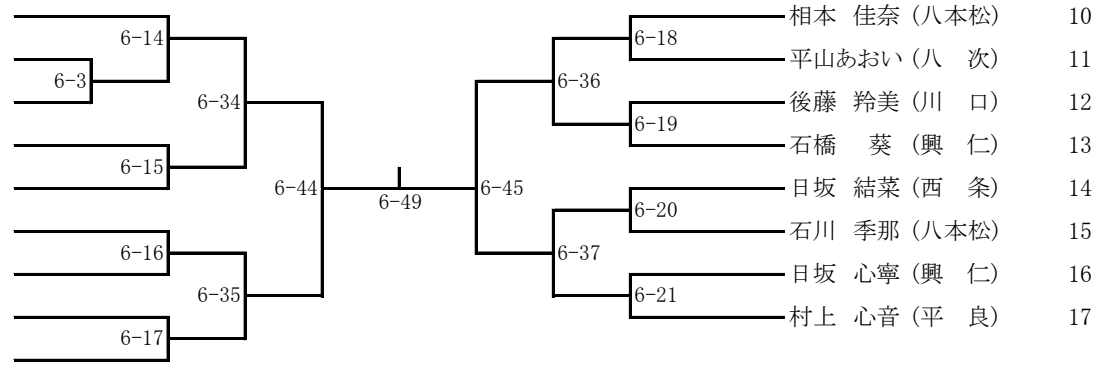 相本 佳奈 (八本松) 10
6-14 6-18
平山あおい (八 次) 11
6-3 6-36
6-34 後藤 羚美 (川 口) 12
6-19
石橋 葵 (興 仁) 13
6-15
6-44 6-45 日坂 結菜 (西 条) 14
6-49
6-20
石川 季那 (八本松) 15
6-16 6-37
日坂 心寧 (興 仁) 16
6-35 6-21
村上 心音 (平 良) 17
6-17